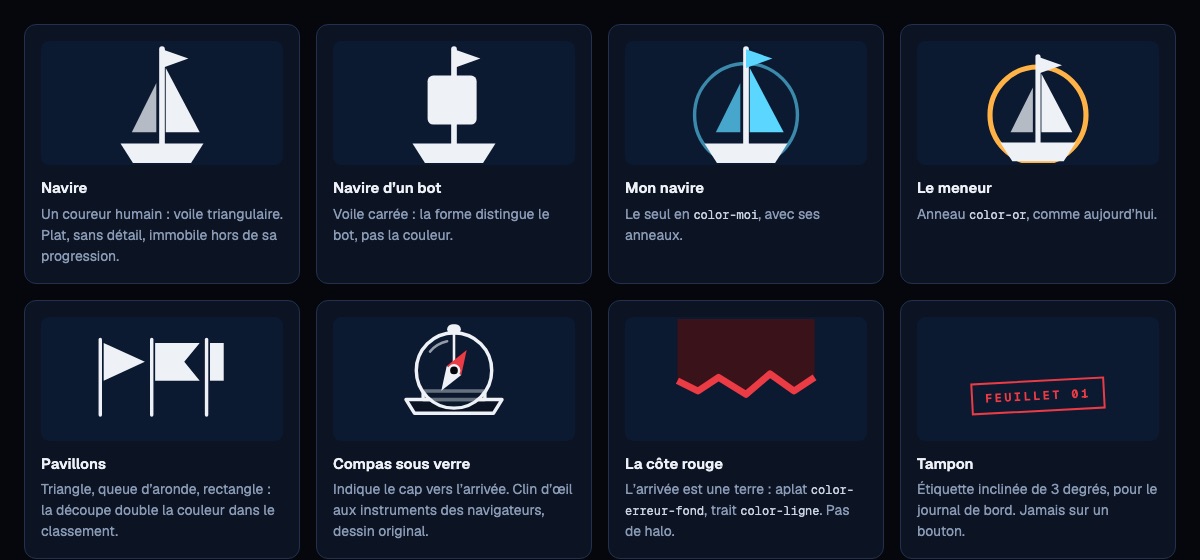 Navire
Un coureur humain : voile triangulaire.
Plat, sans détail, immobile hors de sa
progression.
Navire d’un bot
Voile carrée : la forme distingue le
bot, pas la couleur.
Mon navire
Le seul en color-moi, avec ses
anneaux.
Le meneur
Anneau color-or, comme aujourd’hui.
Pavillons
Triangle, queue d’aronde, rectangle :
la découpe double la couleur dans le
classement.
Compas sous verre
Indique le cap vers l’arrivée. Clin d’œil
aux instruments des navigateurs,
dessin original.
La côte rouge
L’arrivée est une terre : aplat color-
erreur-fond, trait color-ligne. Pas
de halo.
FEUILLET 01
Tampon
Étiquette inclinée de 3 degrés, pour le
journal de bord. Jamais sur un
bouton.